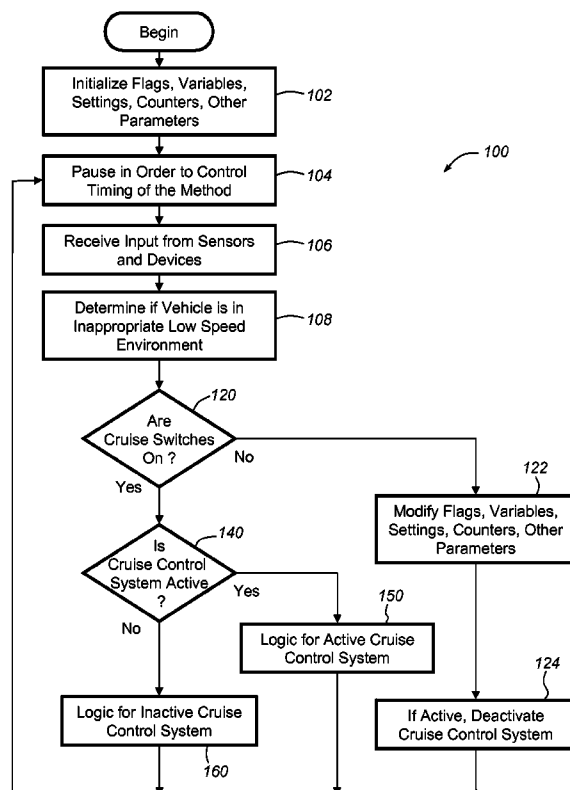 Begin
Initialize Flags, Variables,
Settings, Counters, Other
Parameters
102
Pause in Order to Control
Timing of the Method
104
100
Receive Input from Sensors
and Devices
106
Determine if Vehicle is in
Inappropriate Low Speed
Environment
108
120
Are
Cruise Switches
On ?
No
Yes
122
Modify Flags, Variables,
Settings, Counters, Other
Parameters
140
Is
Cruise Control
System Active
?
Yes
No
150
Logic for Active Cruise
Control System
124
If Active, Deactivate
Cruise Control System
Logic for Inactive Cruise
Control System
160